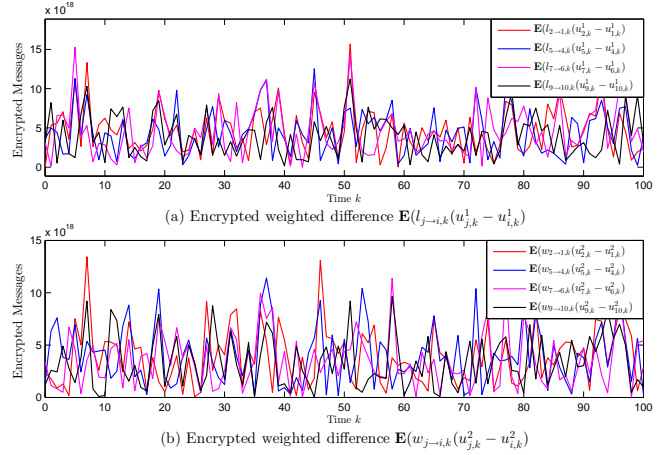 x 10^18
15
10
5
0
Encrypted Messages
E(l_{2→1,k}(u^1_{2,k} − u^1_{1,k})
E(l_{5→4,k}(u^1_{5,k} − u^1_{4,k})
E(l_{7→6,k}(u^1_{7,k} − u^1_{6,k})
E(l_{9→10,k}(u^1_{9,k} − u^1_{10,k})
0 10 20 30 40 50 60 70 80 90 100
Time k
(a) Encrypted weighted difference E(l_{j→i,k}(u^1_{j,k} − u^1_{i,k})
x 10^18
15
10
5
0
Encrypted Messages
E(w_{2→1,k}(u^2_{2,k} − u^2_{1,k})
E(w_{5→4,k}(u^2_{5,k} − u^2_{4,k})
E(w_{7→6,k}(u^2_{7,k} − u^2_{6,k})
E(w_{9→10,k}(u^2_{9,k} − u^2_{10,k})
0 10 20 30 40 50 60 70 80 90 100
Time k
(b) Encrypted weighted difference E(w_{j→i,k}(u^2_{j,k} − u^2_{i,k})